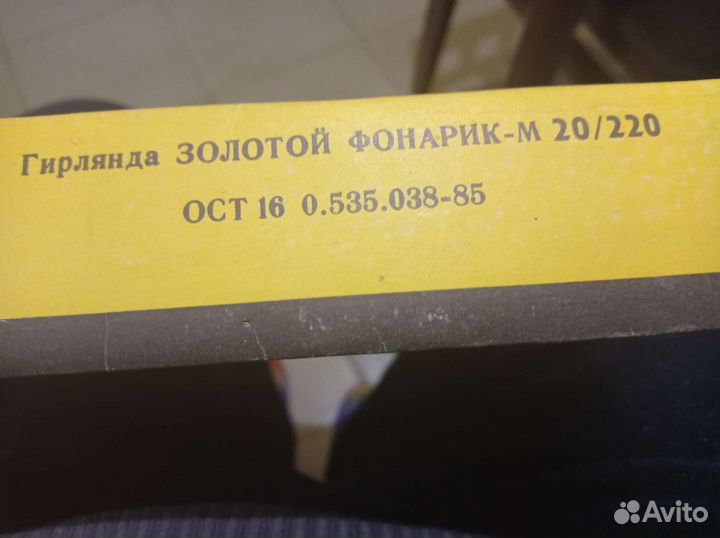 Гирлянда ЗОЛОТОЙ ФОНАРИК-М 20/220
ОСТ 16 0.535.038-85
Avito